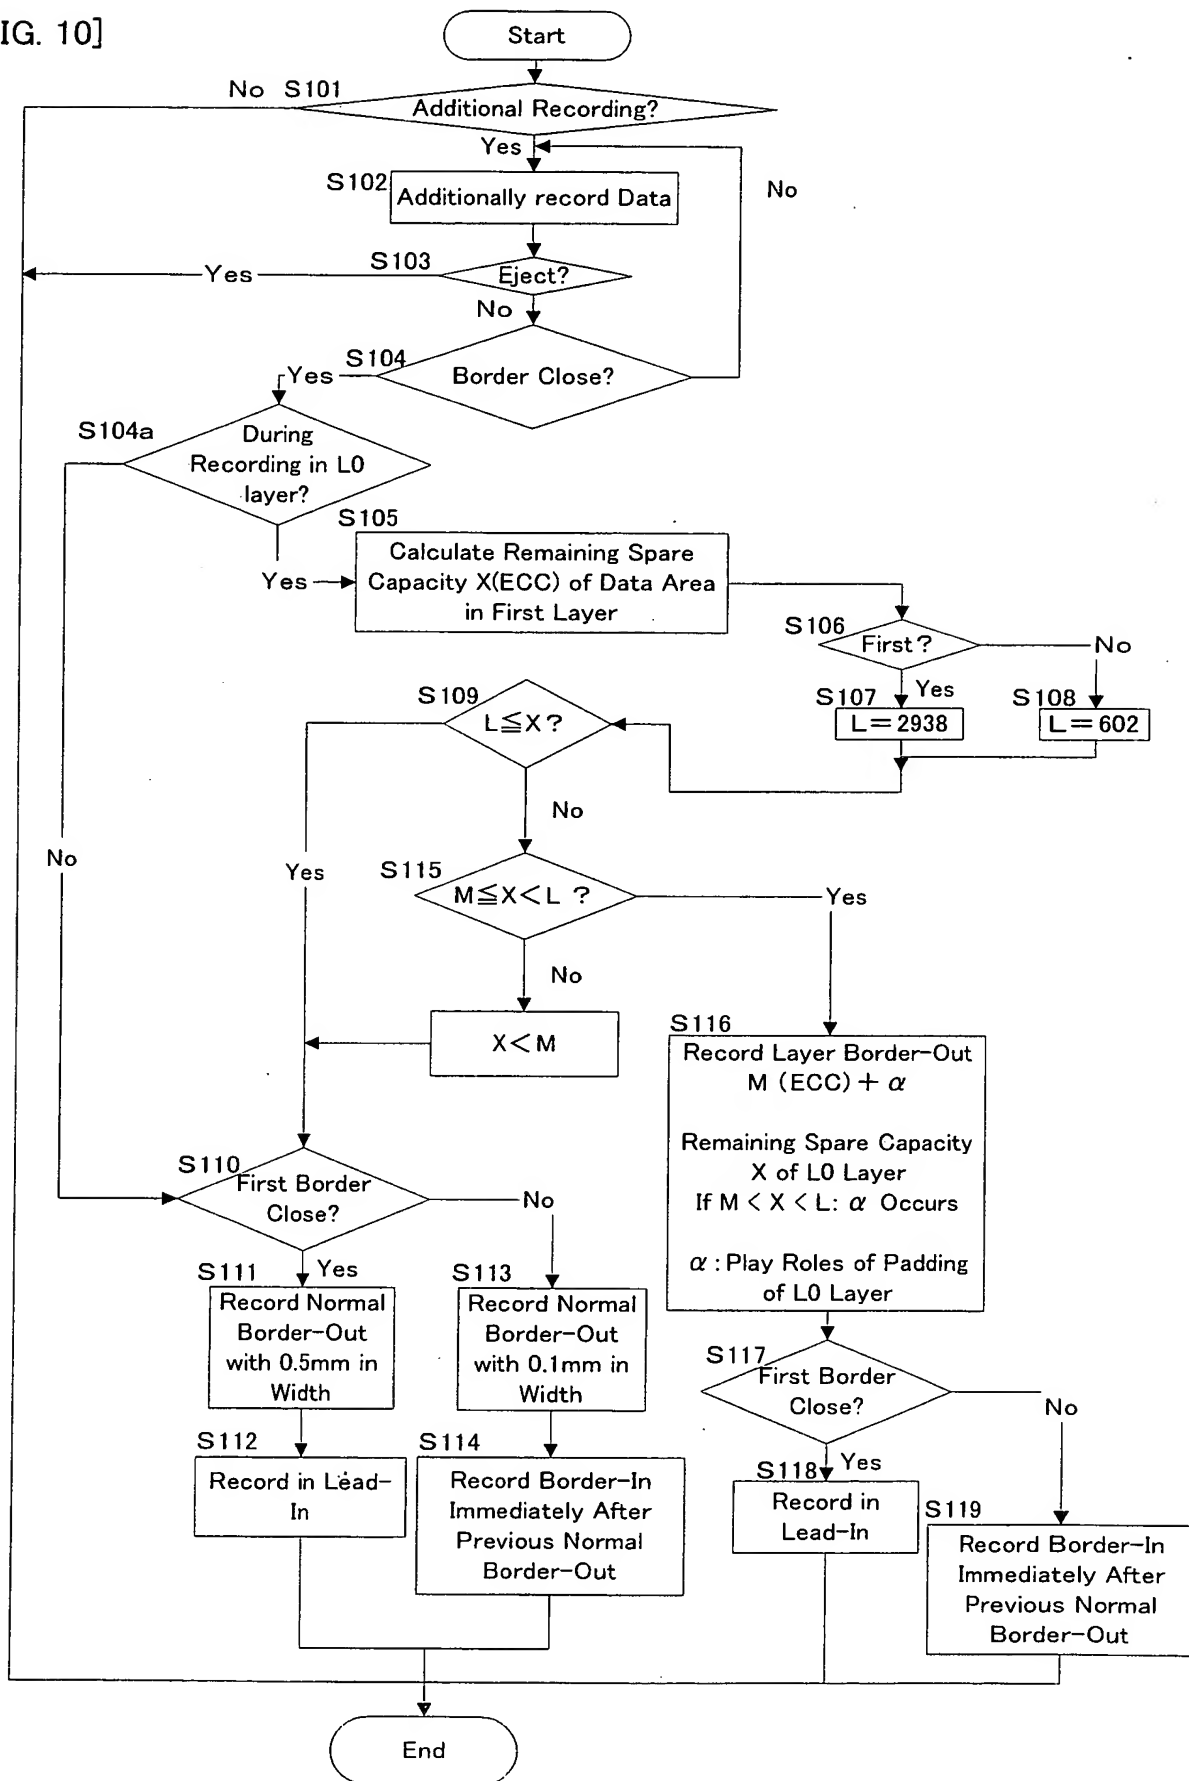 IG. 10]
Start
No S101
Additional Recording?
Yes
S102
Additionally record Data
No
S103
Yes
Eject?
No
S104
Yes
Border Close?
S104a
During
Recording in L0
layer?
S105
Yes
Calculate Remaining Spare
Capacity X(ECC) of Data Area
in First Layer
S106
First?
No
S107
Yes
S108
L=2938
L=602
S109
L≦X?
No
No
Yes
S115
M≦X<L ?
Yes
No
X<M
S116
Record Layer Border-Out
M (ECC)+ α
Remaining Spare Capacity
X of L0 Layer
If M < X < L: α Occurs
α : Play Roles of Padding
of L0 Layer
S110
First Border
Close?
No
S111
Yes
S113
Record Normal
Border-Out
with 0.5mm in
Width
Record Normal
Border-Out
with 0.1mm in
Width
S117
First Border
Close?
No
S112
S114
Record in Lead-
In
Record Border-In
Immediately After
Previous Normal
Border-Out
S118
Yes
Record in
Lead-In
S119
Record Border-In
Immediately After
Previous Normal
Border-Out
End